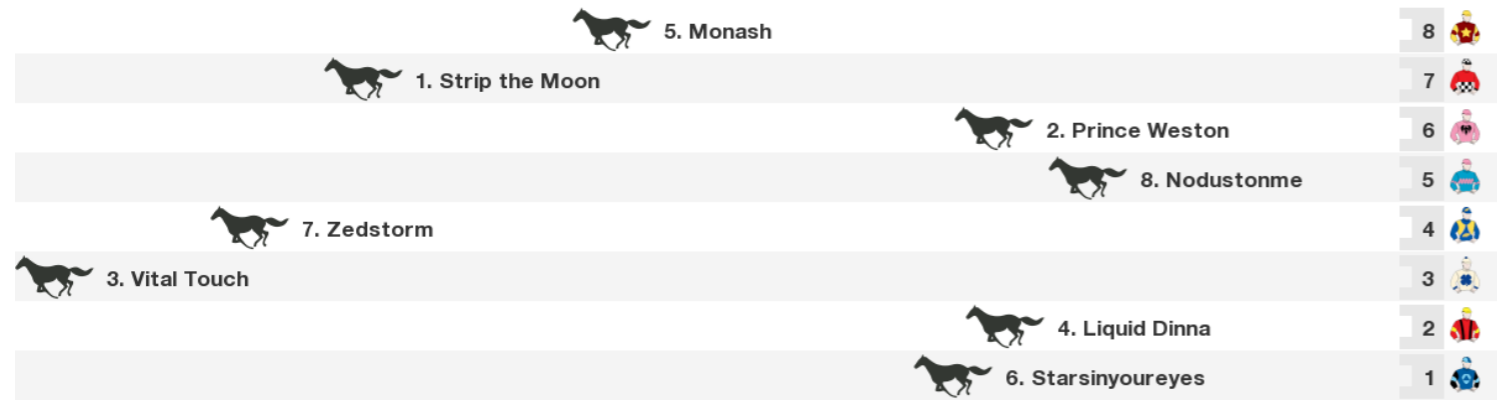 5. Monash 8
1. Strip the Moon 7
2. Prince Weston 6
8. Nodustonme 5
7. Zedstorm 4
3. Vital Touch 3
4. Liquid Dinna 2
6. Starsinyoureyes 1